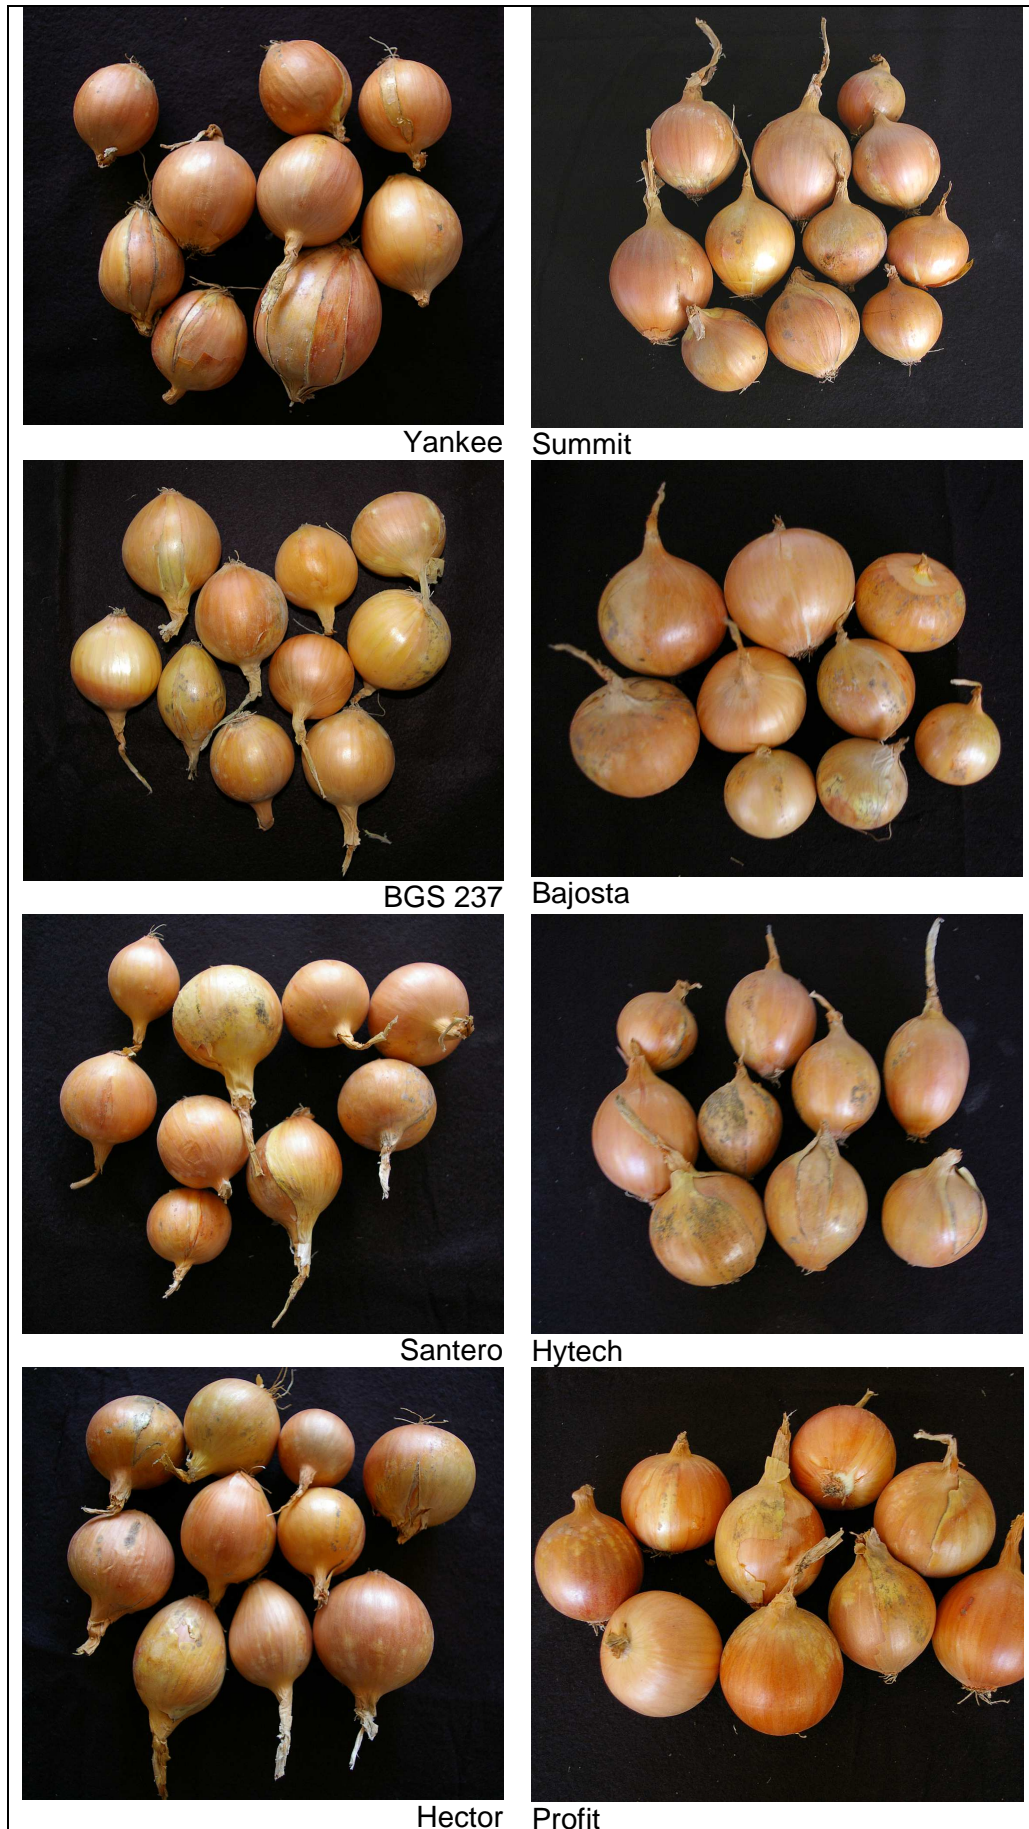 Yankee
Summit
BGS 237
Bajosta
Santero
Hytech
Hector
Profit